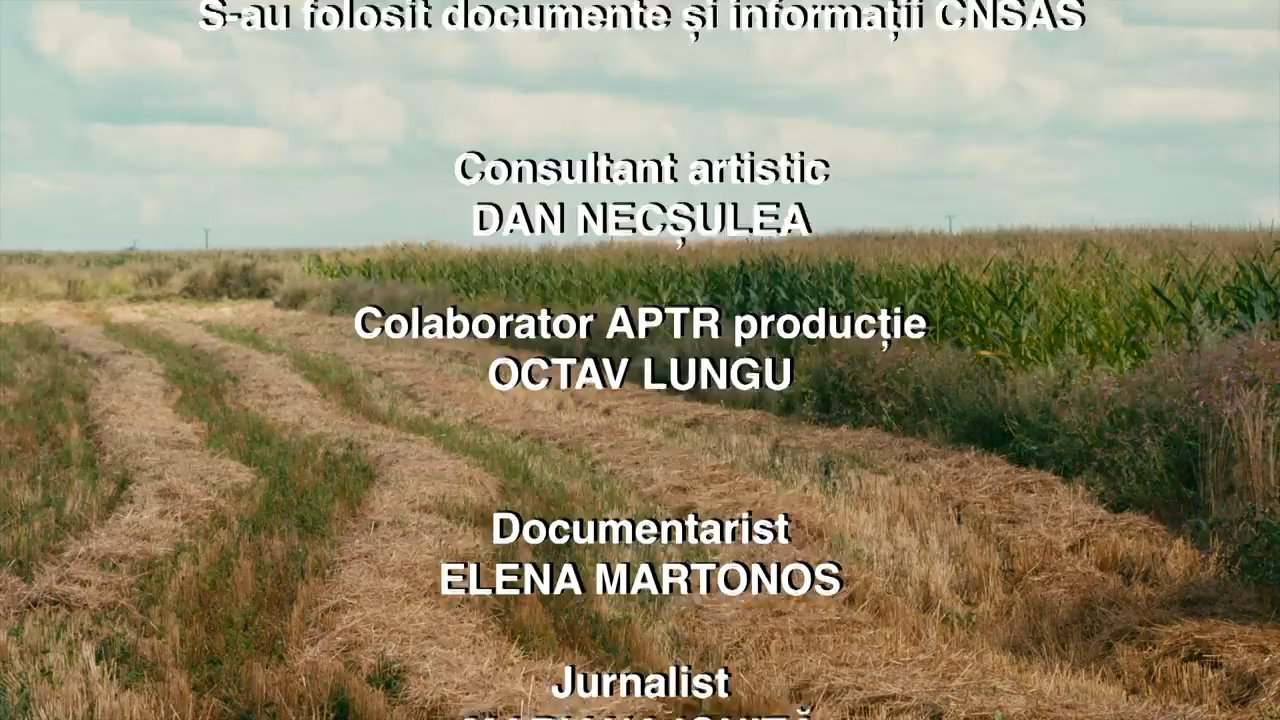 S-au folosit documente și informații CNSAS
Consultant artistic
DAN NECȘULEA
Colaborator APTR producție
OCTAV LUNGU
Documentarist
ELENA MARTONOS
Jurnalist